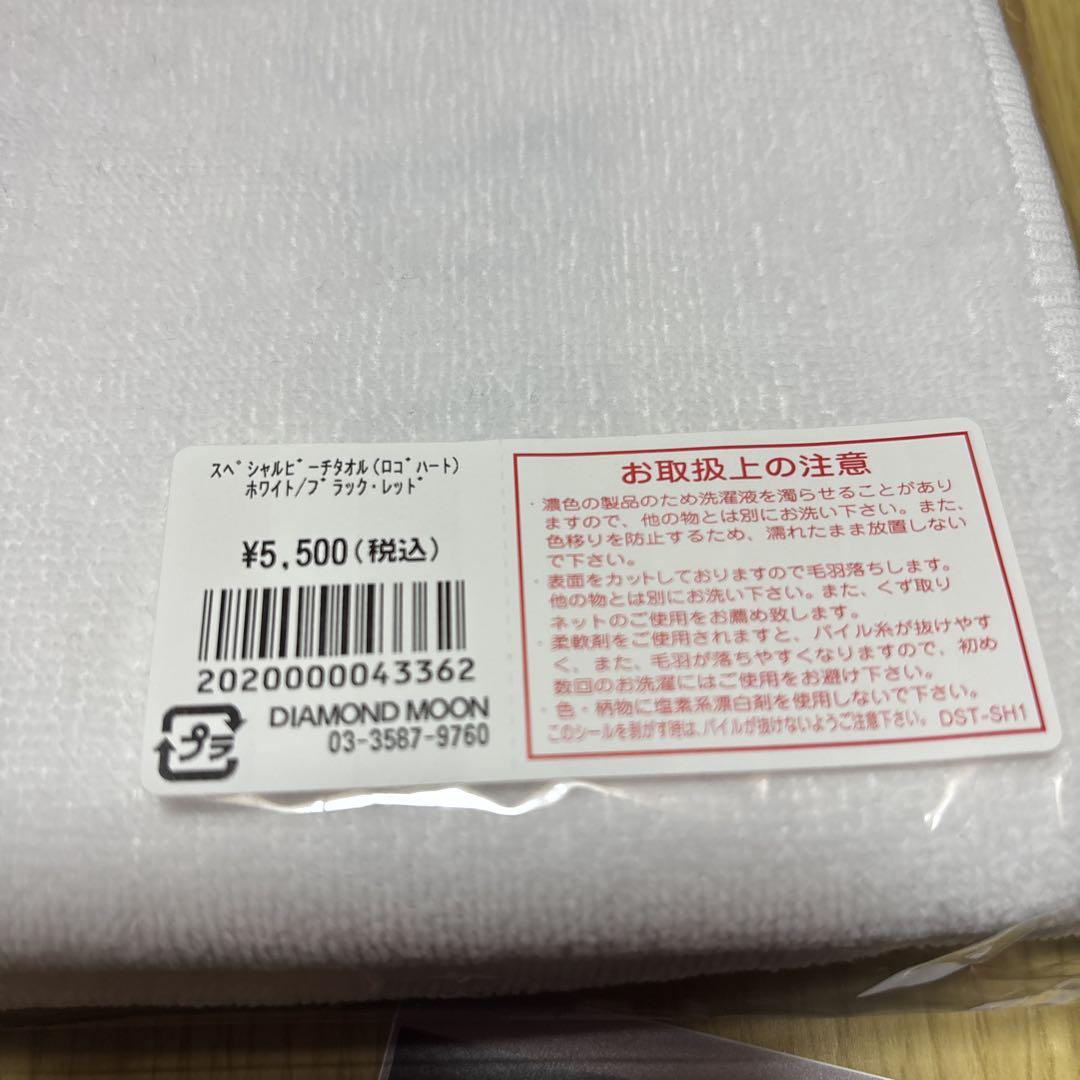 ｽﾍﾟｼｬﾙﾋﾞｰﾁﾀｵﾙ(ﾛｺﾞﾊｰﾄ)
ﾎﾜｲﾄ/ﾌﾞﾗｯｸ･ﾚｯﾄﾞ
¥5,500(税込)
2020000043362
DIAMOND MOON
03-3587-9760
プラ
お取扱上の注意
・濃色の製品のため洗濯液を濁らせることがあり
ますので、他の物とは別にお洗い下さい。また、
色移りを防止するため、濡れたまま放置しない
で下さい。
・表面をカットしておりますので毛羽落ちします。
他の物とは別にお洗い下さい。また、くず取り
ネットのご使用をお薦め致します。
・柔軟剤をご使用されますと、パイル糸が抜けやす
く、また、毛羽が落ちやすくなりますので、初め
数回のお洗濯にはご使用をお避け下さい。
・色・柄物に塩素系漂白剤を使用しないで下さい。
このシールを剥がす時は、パイルが抜けないようご注意下さい。 DST-SH1